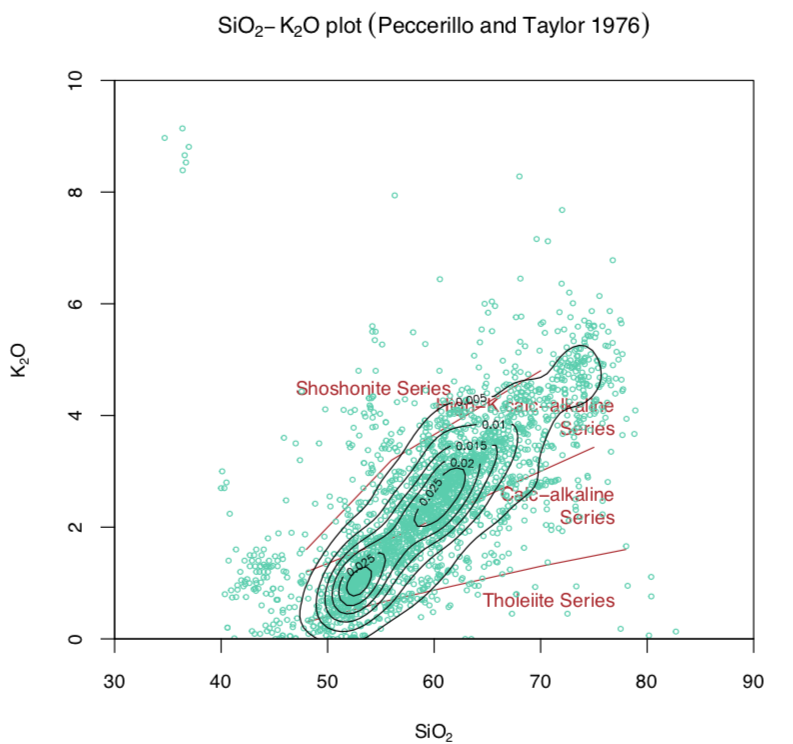 SiO₂− K₂O plot (Peccerillo and Taylor 1976)
10
8
6
4
2
0
K₂O
Shoshonite Series
High−K calc−alkaline
Series
Calc−alkaline
Series
Tholeiite Series
0.005
0.01
0.015
0.02
0.025
0.025
30 40 50 60 70 80 90
SiO₂